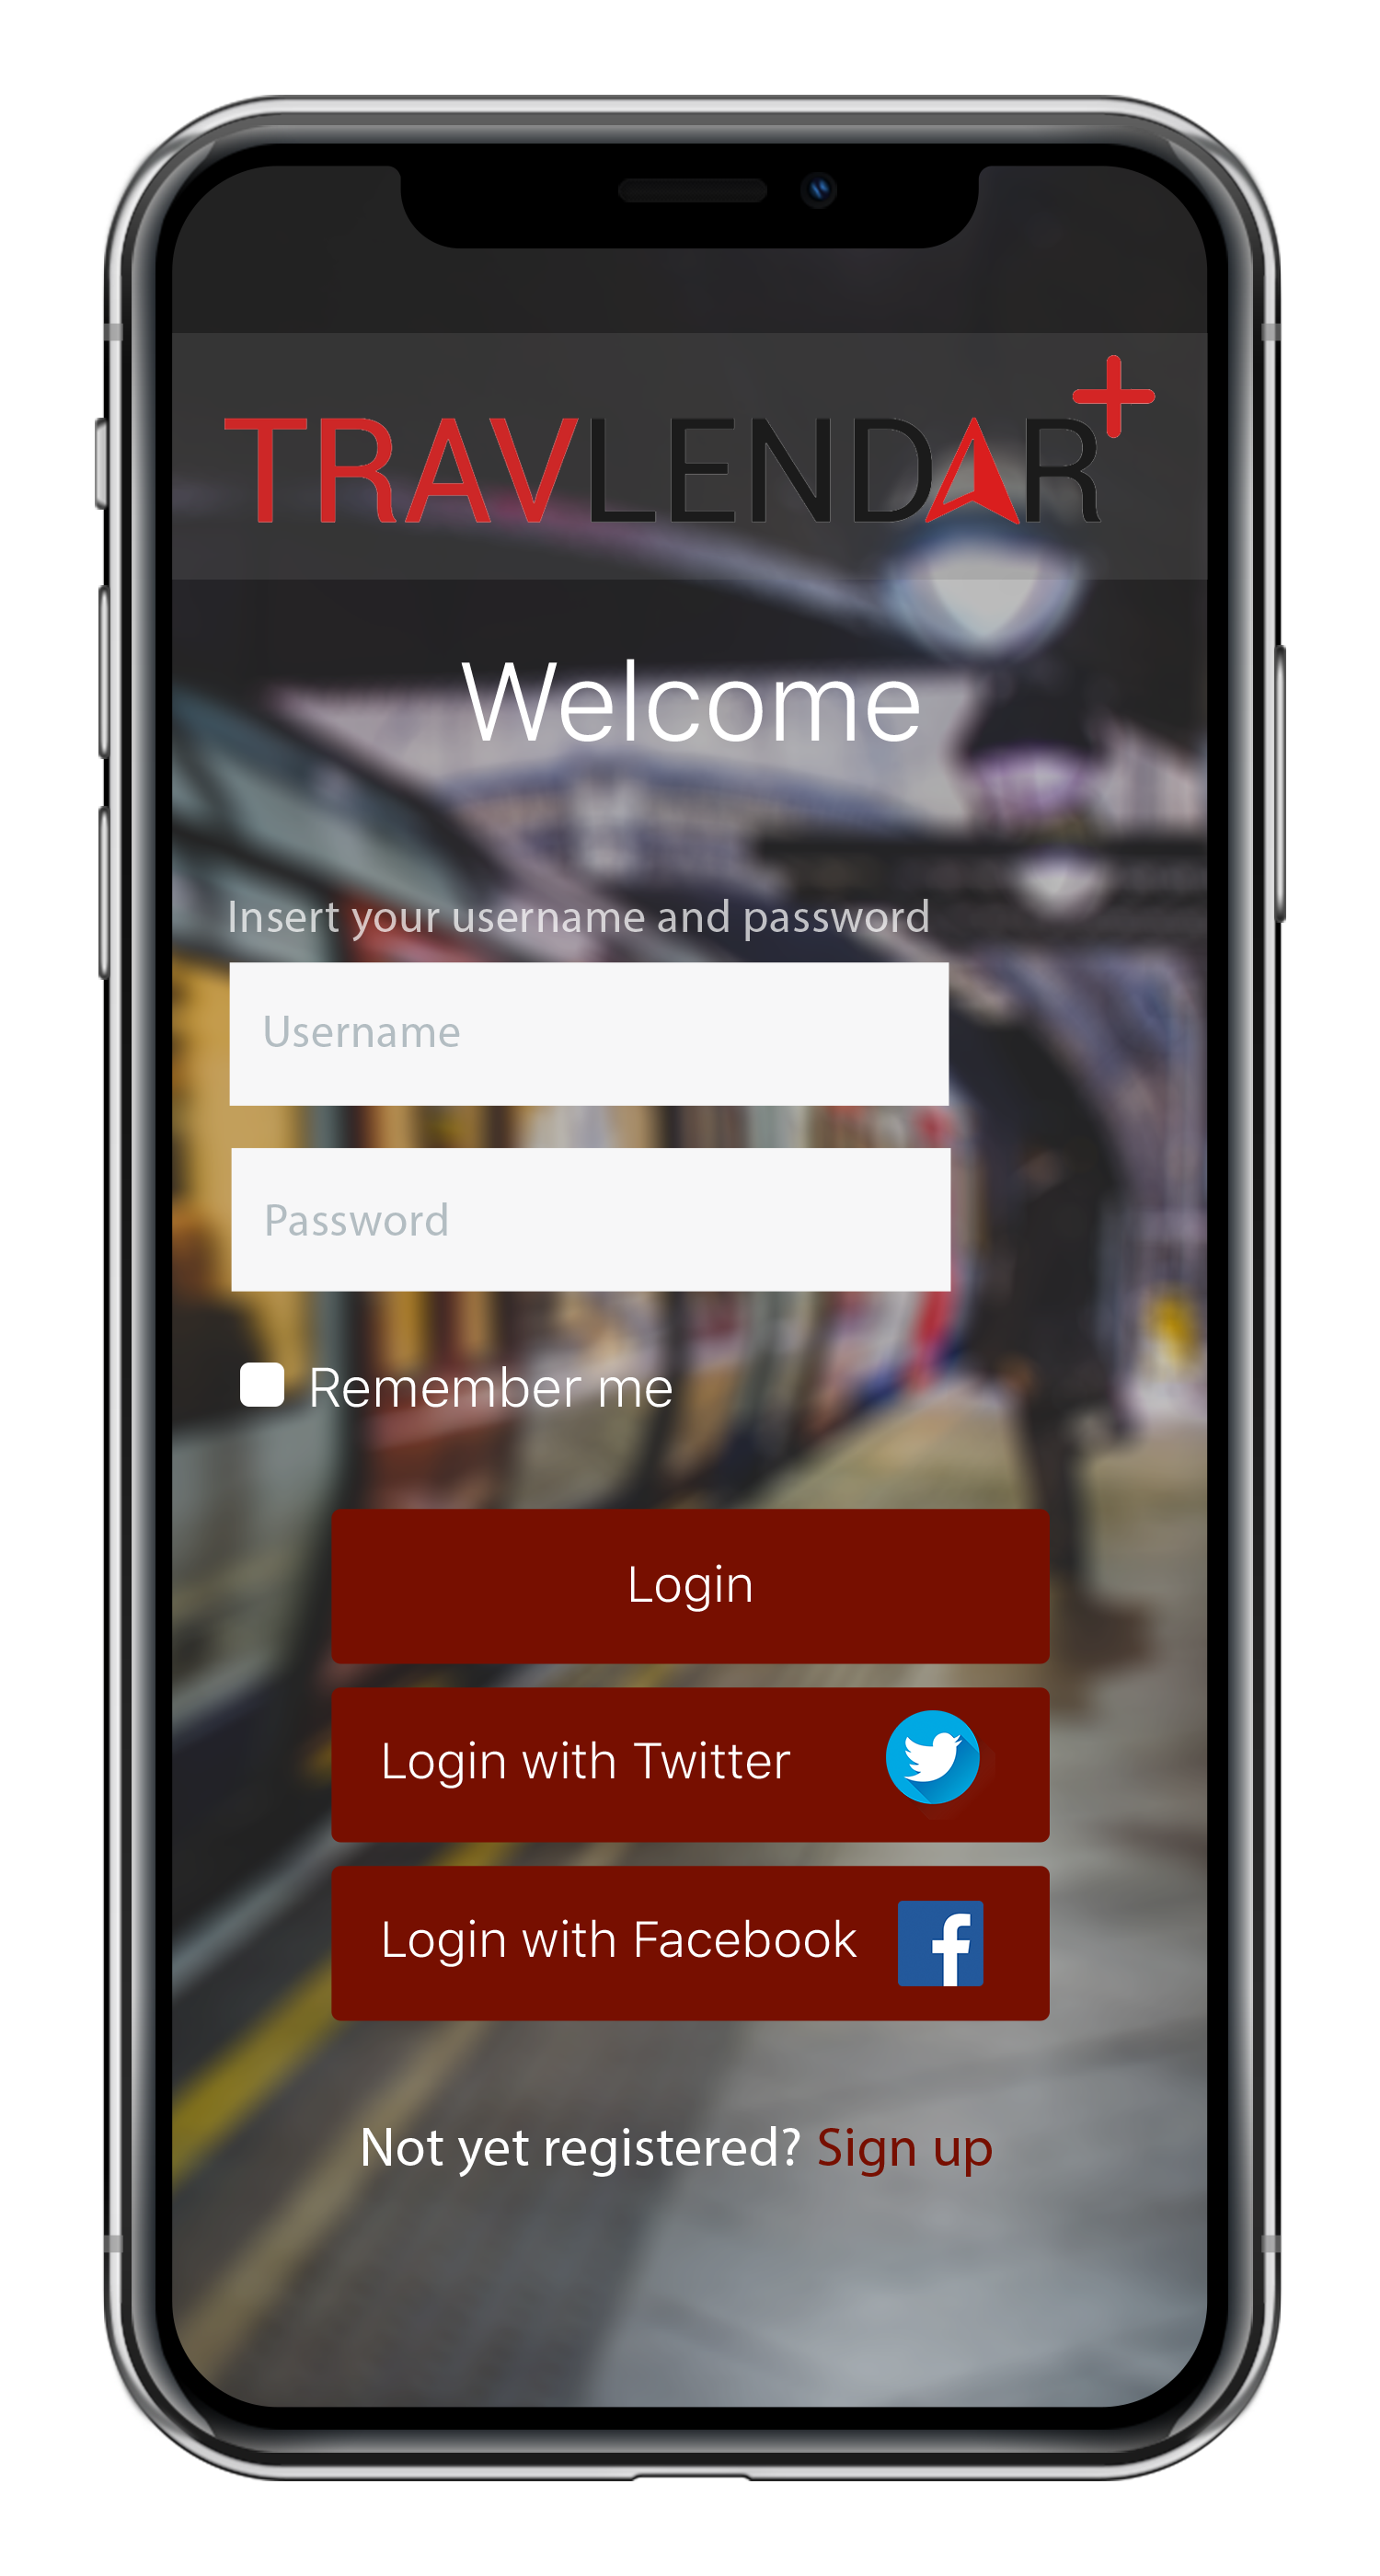 TRAVLENDAR+
Welcome
Insert your username and password
Username
Password
Remember me
Login
Login with Twitter
Login with Facebook
Not yet registered? Sign up